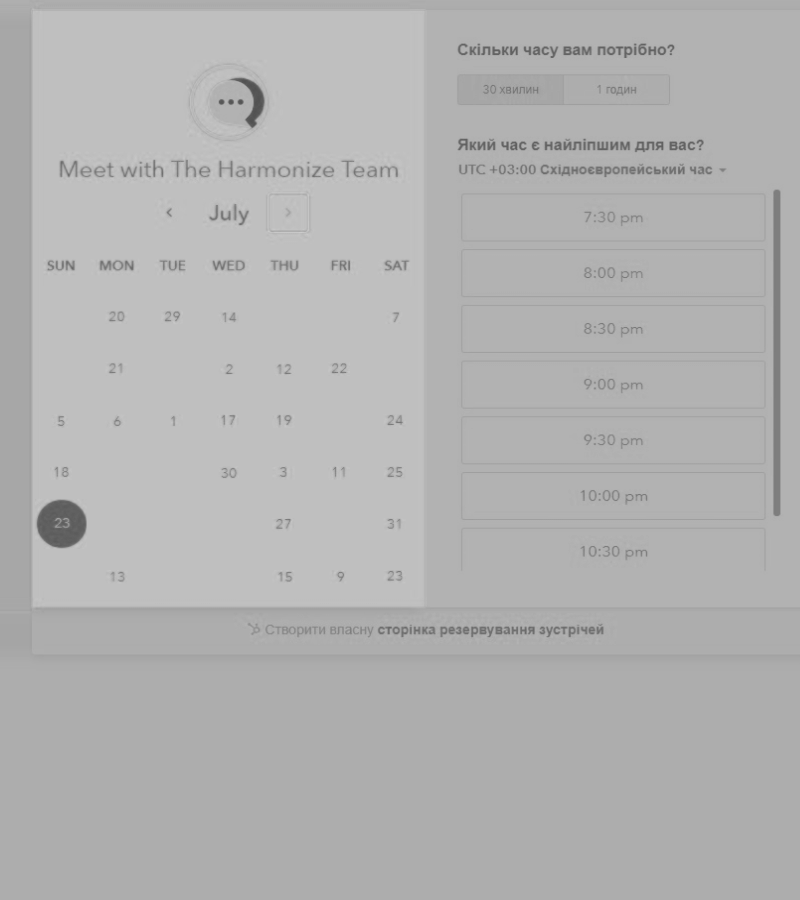 Meet with The Harmonize Team
July
SUN MON TUE WED THU FRI SAT
20 29 14 7
21 2 12 22
5 6 1 17 19 24
18 30 3 11 25
23 27 31
13 15 9 23
Скільки часу вам потрібно?
30 хвилин 1 годин
Який час є найліпшим для вас?
UTC +03:00 Східноєвропейський час
7:30 pm
8:00 pm
8:30 pm
9:00 pm
9:30 pm
10:00 pm
10:30 pm
Створити власну сторінка резервування зустрічей